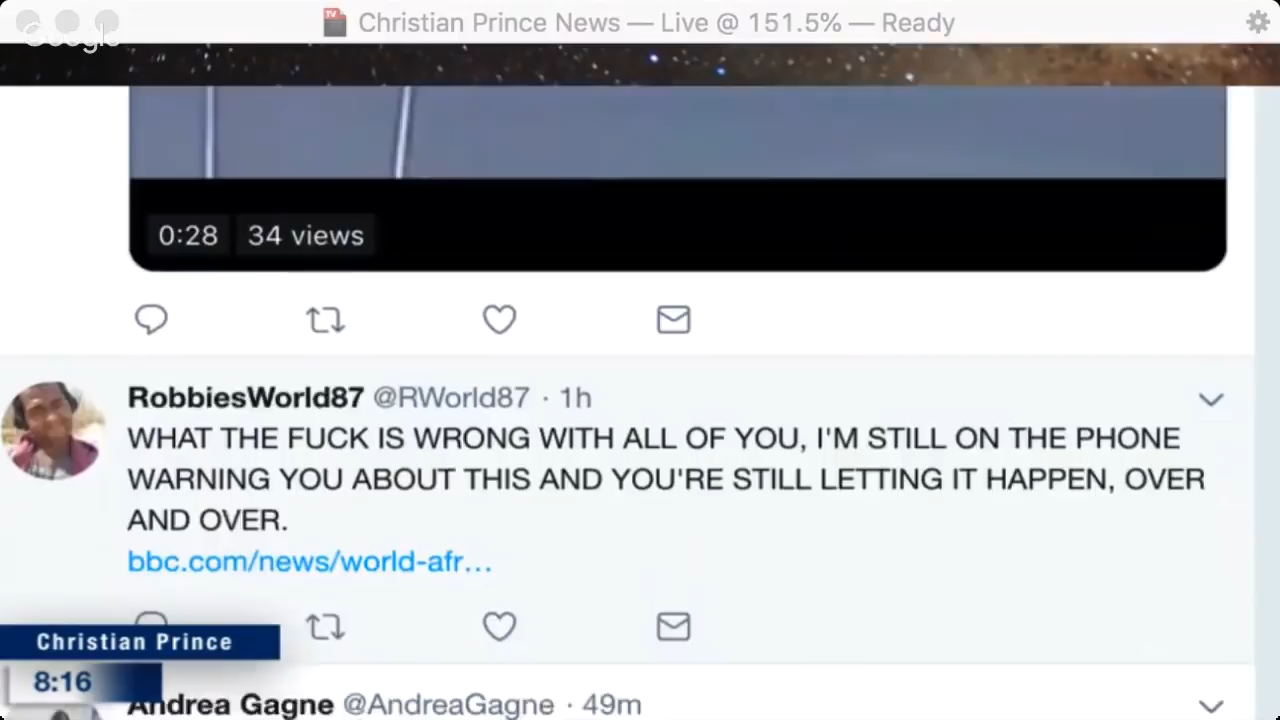 Christian Prince News — Live @ 151.5% — Ready
Google
0:28 34 views
RobbiesWorld87 @RWorld87 · 1h
WHAT THE FUCK IS WRONG WITH ALL OF YOU, I'M STILL ON THE PHONE
WARNING YOU ABOUT THIS AND YOU'RE STILL LETTING IT HAPPEN, OVER
AND OVER.
bbc.com/news/world-afr…
Christian Prince
8:16
Andrea Gagne @AndreaGagne · 49m